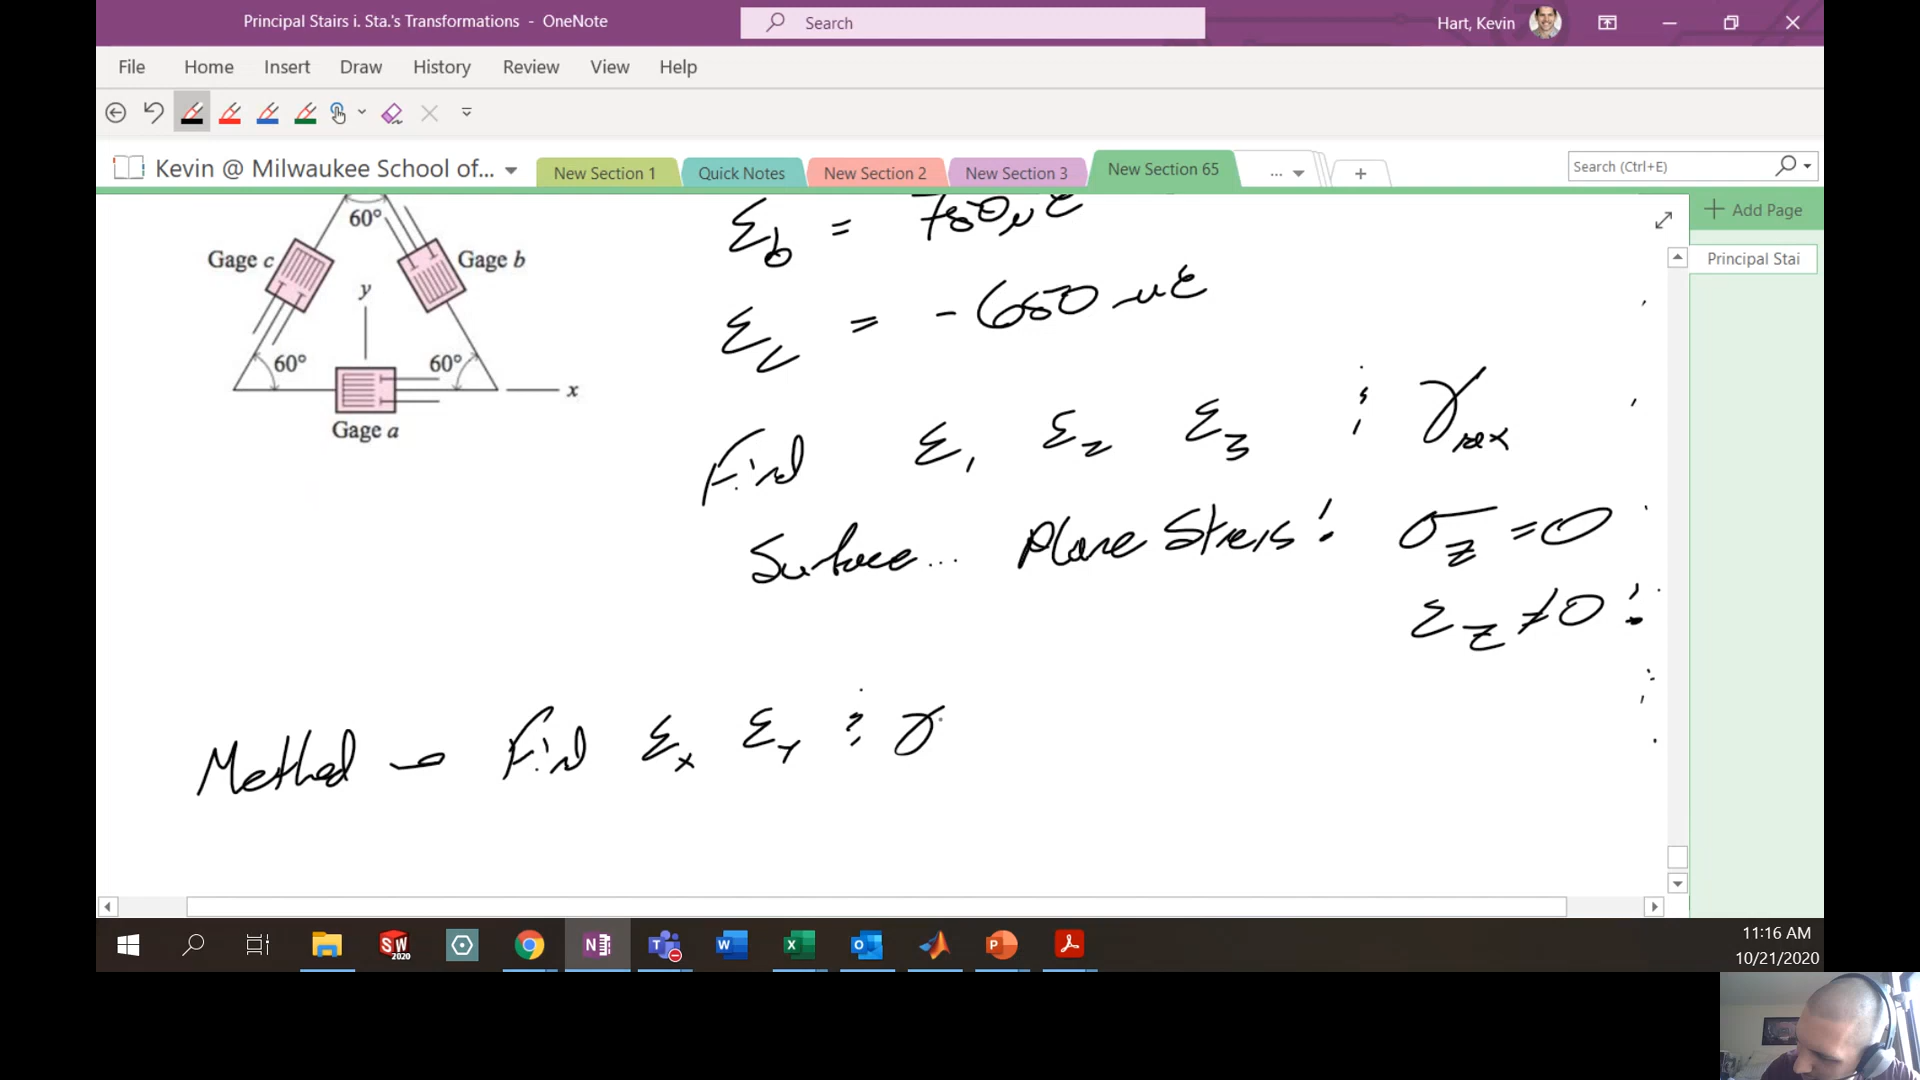 Principal Stairs i. Sta.'s Transformations - OneNote
Search
Hart, Kevin
File Home Insert Draw History Review View Help
Kevin @ Milwaukee School of...
New Section 1
Quick Notes
New Section 2
New Section 3
New Section 65
...
Search (Ctrl+E)
Add Page
Principal Stai
60°
Gage c
Gage b
y
60°
60°
x
Gage a
ε_b = 750 με
ε_c = -650 με
Find ε_1 ε_2 ε_3 & γ_max
Surface... Plane Stress! σ_z = 0
ε_z ≠ 0 !
Method → Find ε_x ε_y & γ
SW
2020
11:16 AM
10/21/2020